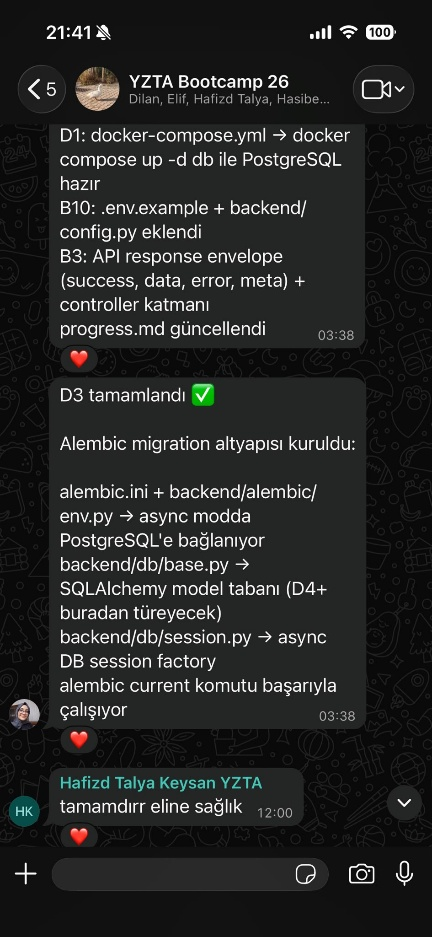 21:41
100
5
YZTA Bootcamp 26
Dilan, Elif, Hafizd Talya, Hasibe...
D1: docker-compose.yml → docker
compose up -d db ile PostgreSQL
hazır
B10: .env.example + backend/
config.py eklendi
B3: API response envelope
(success, data, error, meta) +
controller katmanı
progress.md güncellendi
03:38
D3 tamamlandı ✅
Alembic migration altyapısı kuruldu:
alembic.ini + backend/alembic/
env.py → async modda
PostgreSQL'e bağlanıyor
backend/db/base.py →
SQLAlchemy model tabanı (D4+
buradan türeyecek)
backend/db/session.py → async
DB session factory
alembic current komutu başarıyla
çalışıyor
03:38
Hafizd Talya Keysan YZTA
HK
tamamdırr eline sağlık
12:00